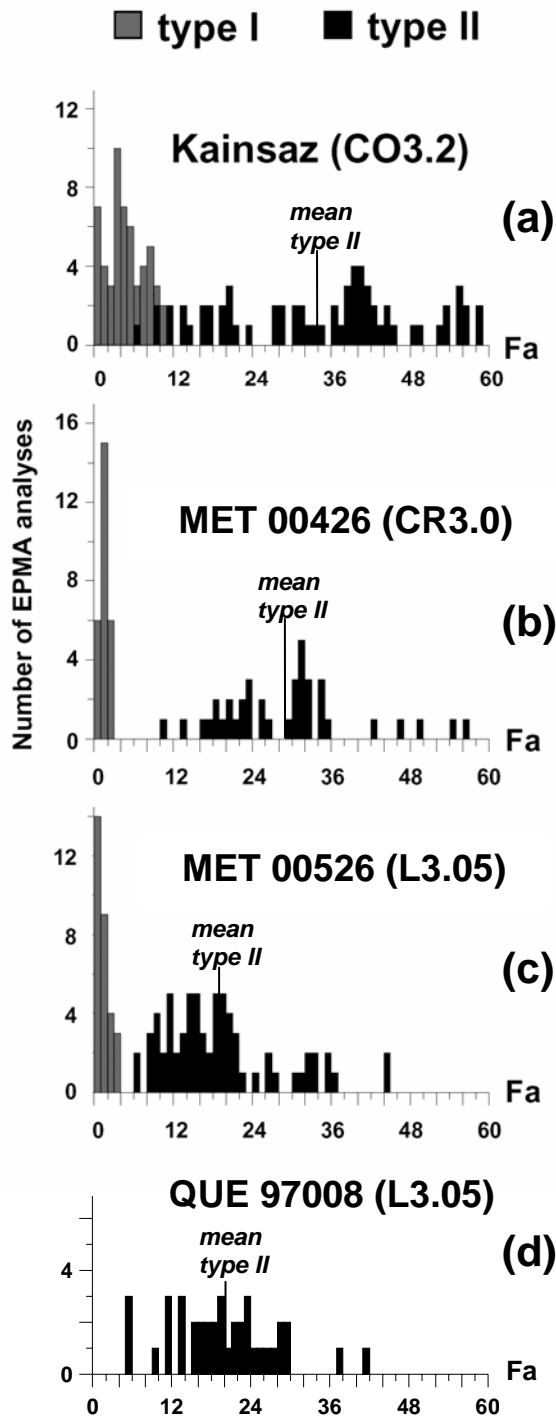 type I type II
12
Kainsaz (CO3.2)
8
mean
type II
(a)
4
0
Fa
0 12 24 36 48 60
Number of EPMA analyses
16
12
MET 00426 (CR3.0)
8
mean
type II
(b)
4
0
Fa
0 12 24 36 48 60
12
MET 00526 (L3.05)
8
mean
type II
(c)
4
0
Fa
0 12 24 36 48 60
QUE 97008 (L3.05)
mean
type II
(d)
4
0
Fa
0 12 24 36 48 60